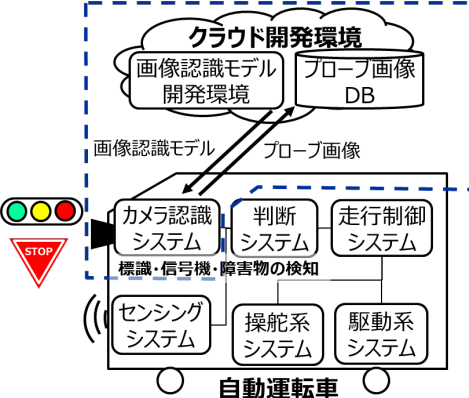 クラウド開発環境
画像認識モデル
開発環境
プローブ画像
DB
画像認識モデル
プローブ画像
カメラ認識
システム
判断
システム
走行制御
システム
STOP
標識・信号機・障害物の検知
センシング
システム
操舵系
システム
駆動系
システム
自動運転車